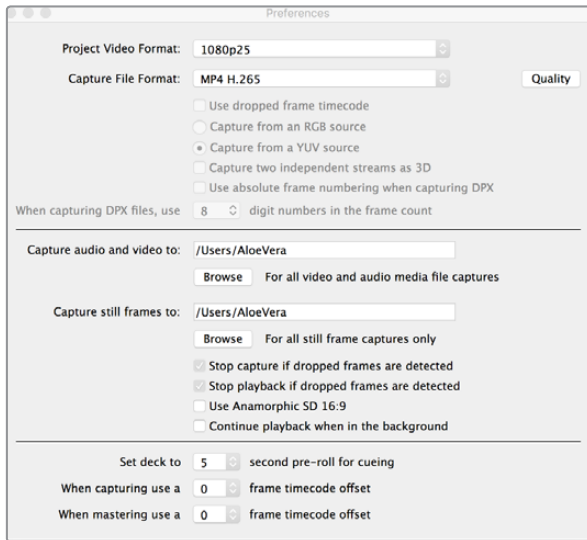 Preferences
Project Video Format: 1080p25
Capture File Format: MP4 H.265 Quality
Use dropped frame timecode
Capture from an RGB source
Capture from a YUV source
Capture two independent streams as 3D
Use absolute frame numbering when capturing DPX
When capturing DPX files, use 8 digit numbers in the frame count
Capture audio and video to: /Users/AloeVera
Browse For all video and audio media file captures
Capture still frames to: /Users/AloeVera
Browse For all still frame captures only
Stop capture if dropped frames are detected
Stop playback if dropped frames are detected
Use Anamorphic SD 16:9
Continue playback when in the background
Set deck to 5 second pre-roll for cueing
When capturing use a 0 frame timecode offset
When mastering use a 0 frame timecode offset